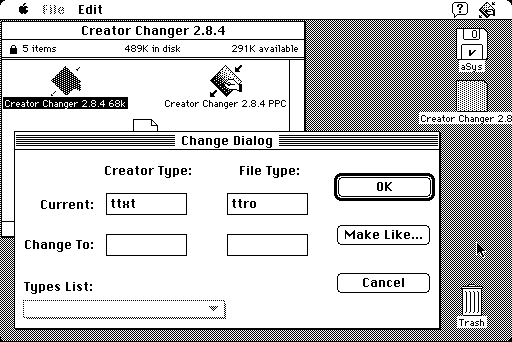 File Edit
Creator Changer 2.8.4
5 items 489K in disk 291K available
aSys
Creator Changer 2.8.4 68k Creator Changer 2.8.4 PPC
Creator Changer 2.8
Change Dialog
Creator Type: File Type:
Current: ttxt ttro
OK
Change To:
Make Like...
Types List:
Cancel
Trash